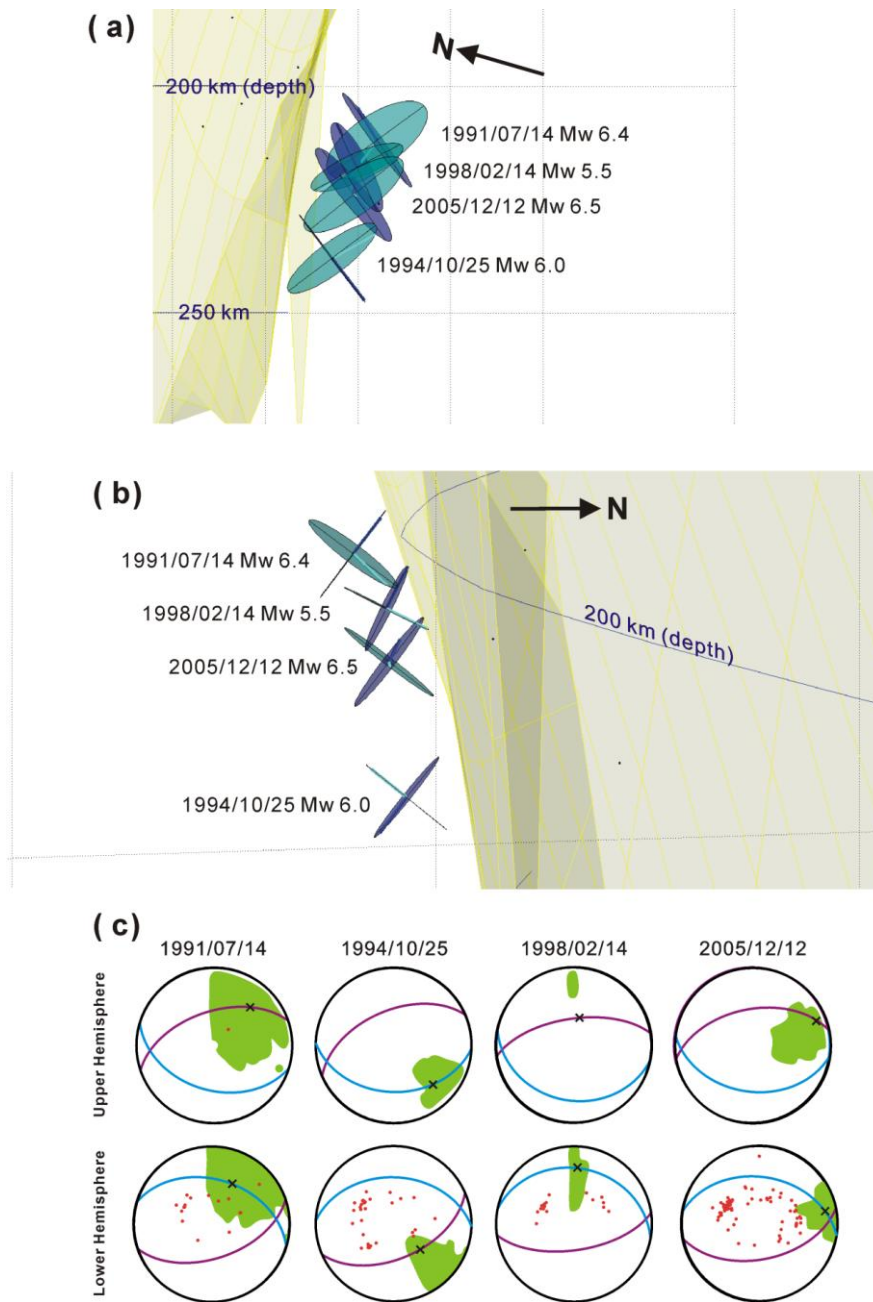 ( a )
N
200 km (depth)
1991/07/14 Mw 6.4
1998/02/14 Mw 5.5
2005/12/12 Mw 6.5
1994/10/25 Mw 6.0
250 km
( b )
N
1991/07/14 Mw 6.4
1998/02/14 Mw 5.5
200 km (depth)
2005/12/12 Mw 6.5
1994/10/25 Mw 6.0
( c )
1991/07/14 1994/10/25 1998/02/14 2005/12/12
Upper Hemisphere
Lower Hemisphere